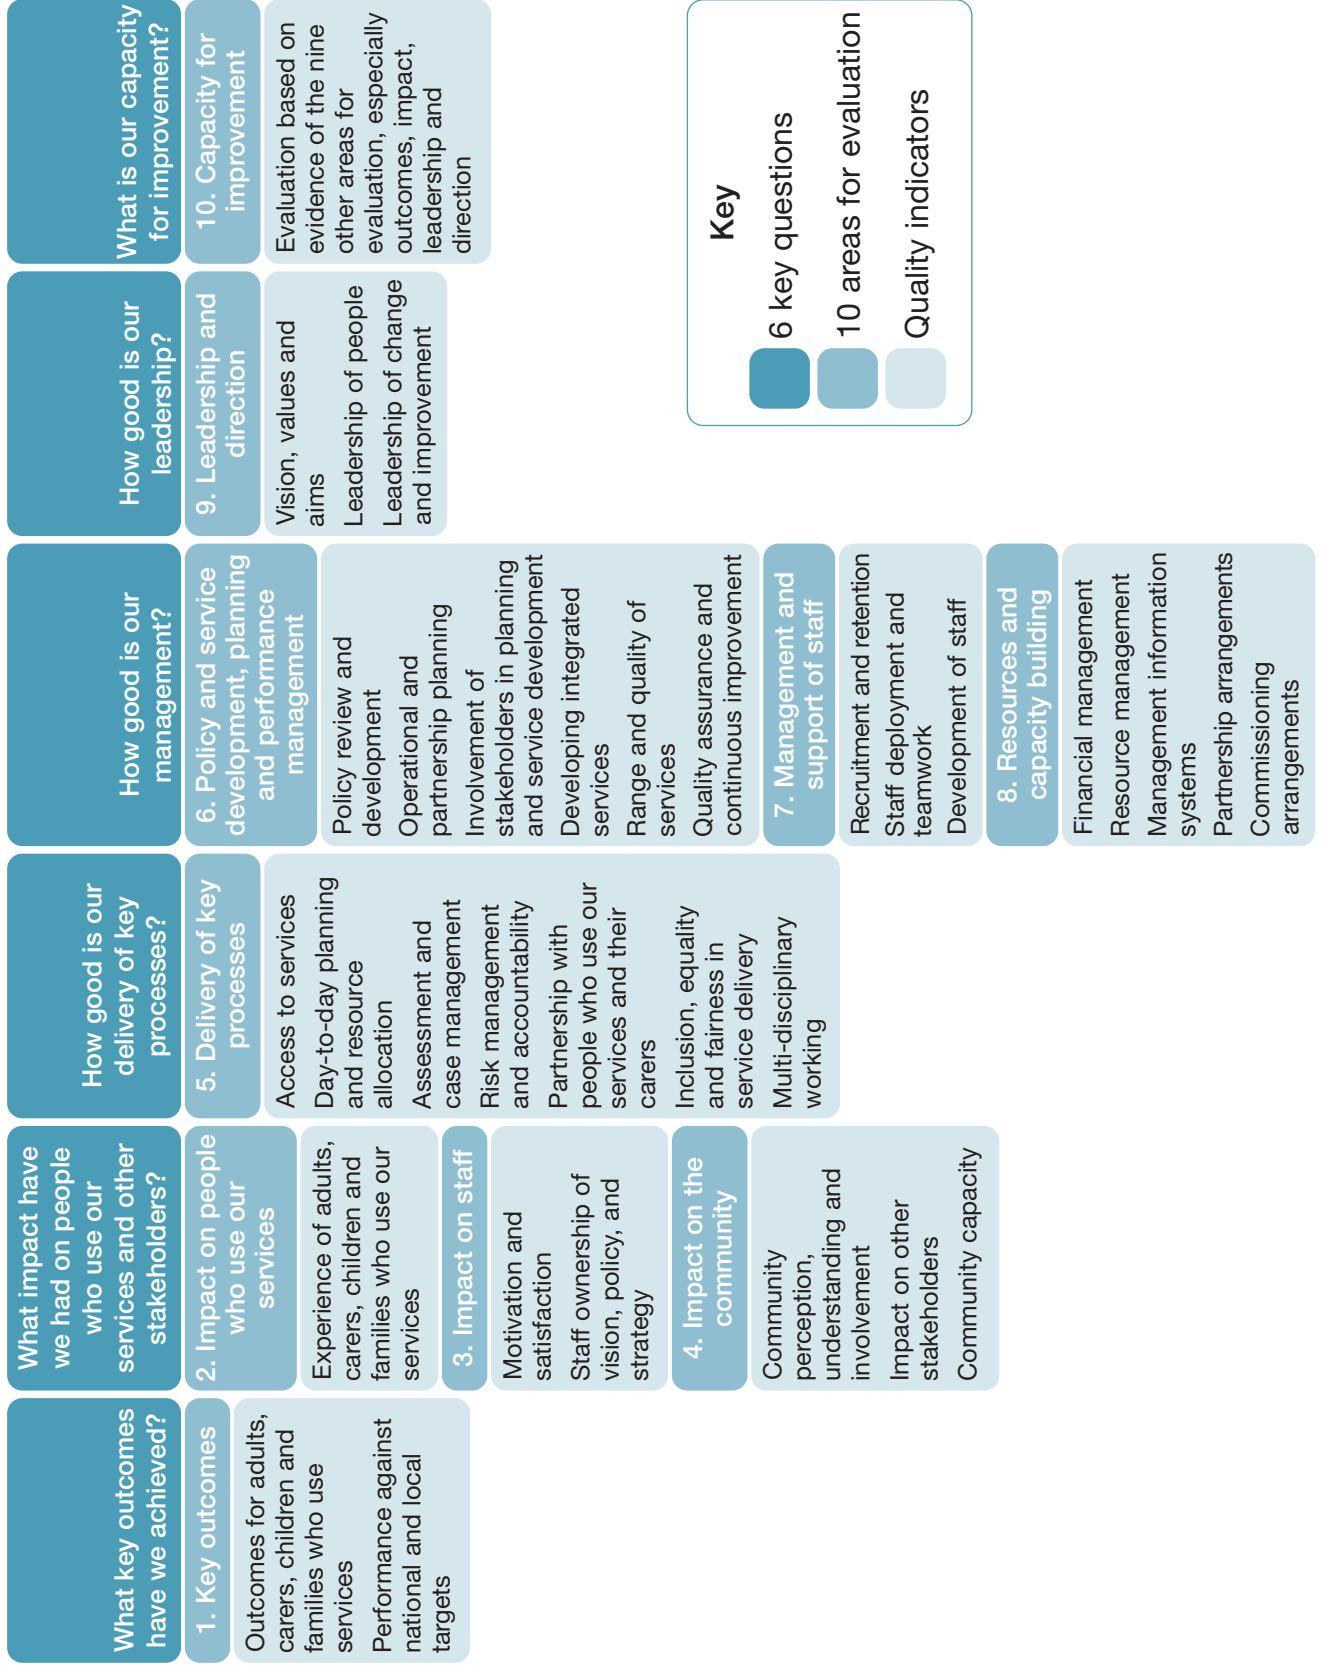 What key outcomes
have we achieved?
1. Key outcomes
Outcomes for adults,
carers, children and
families who use
services
Performance against
national and local
targets
What impact have
we had on people
who use our
services and other
stakeholders?
2. Impact on people
who use our
services
Experience of adults,
carers, children and
families who use our
services
3. Impact on staff
Motivation and
satisfaction
Staff ownership of
vision, policy, and
strategy
4. Impact on the
community
Community
perception,
understanding and
involvement
Impact on other
stakeholders
Community capacity
How good is our
delivery of key
processes?
5. Delivery of key
processes
Access to services
Day-to-day planning
and resource
allocation
Assessment and
case management
Risk management
and accountability
Partnership with
people who use our
services and their
carers
Inclusion, equality
and fairness in
service delivery
Multi-disciplinary
working
How good is our
management?
6. Policy and service
development, planning
and performance
management
Policy review and
development
Operational and
partnership planning
Involvement of
stakeholders in planning
and service development
Developing integrated
services
Range and quality of
services
Quality assurance and
continuous improvement
7. Management and
support of staff
Recruitment and retention
Staff deployment and
teamwork
Development of staff
8. Resources and
capacity building
Financial management
Resource management
Management information
systems
Partnership arrangements
Commissioning
arrangements
How good is our
leadership?
9. Leadership and
direction
Vision, values and
aims
Leadership of people
Leadership of change
and improvement
What is our capacity
for improvement?
10. Capacity for
improvement
Evaluation based on
evidence of the nine
other areas for
evaluation, especially
outcomes, impact,
leadership and
direction
Key
6 key questions
10 areas for evaluation
Quality indicators